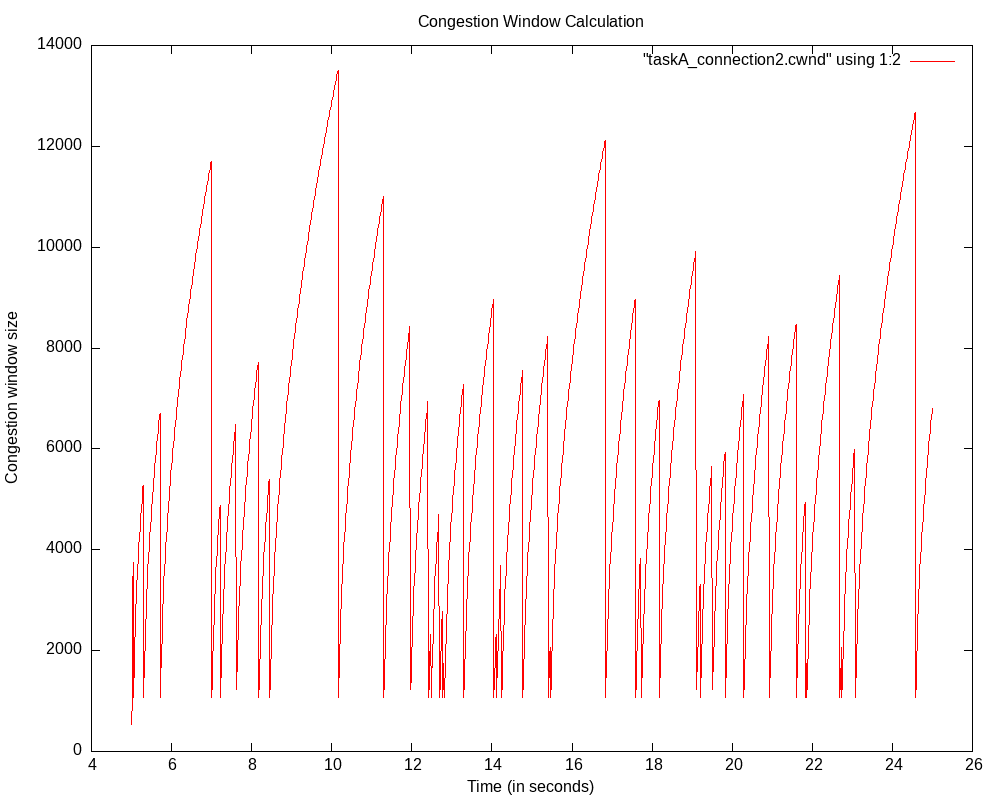 Congestion Window Calculation
"taskA_connection2.cwnd" using 1:2
14000
12000
10000
8000
6000
4000
2000
0
Congestion window size
4 6 8 10 12 14 16 18 20 22 24 26
Time (in seconds)